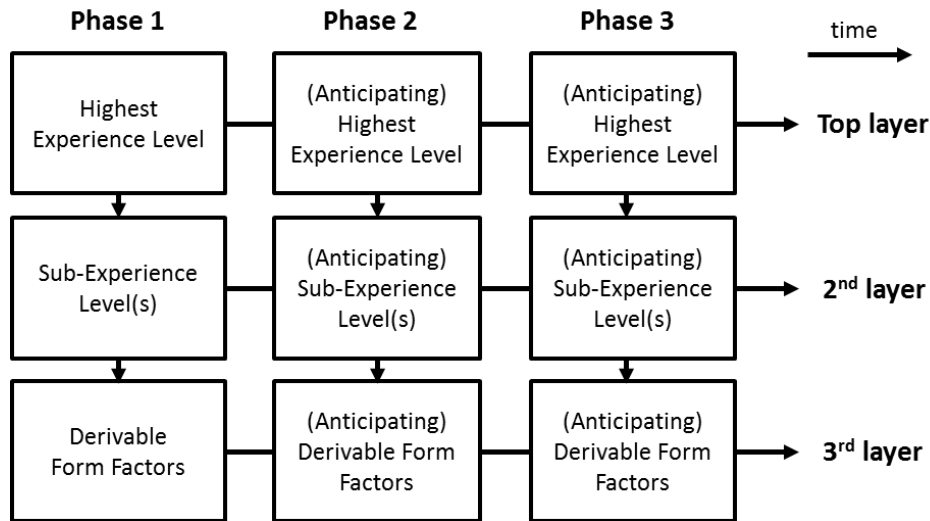 Phase 1
Phase 2
Phase 3
time
Highest
Experience Level
(Anticipating)
Highest
Experience Level
(Anticipating)
Highest
Experience Level
Top layer
Sub-Experience
Level(s)
(Anticipating)
Sub-Experience
Level(s)
(Anticipating)
Sub-Experience
Level(s)
2nd layer
Derivable
Form Factors
(Anticipating)
Derivable Form
Factors
(Anticipating)
Derivable Form
Factors
3rd layer